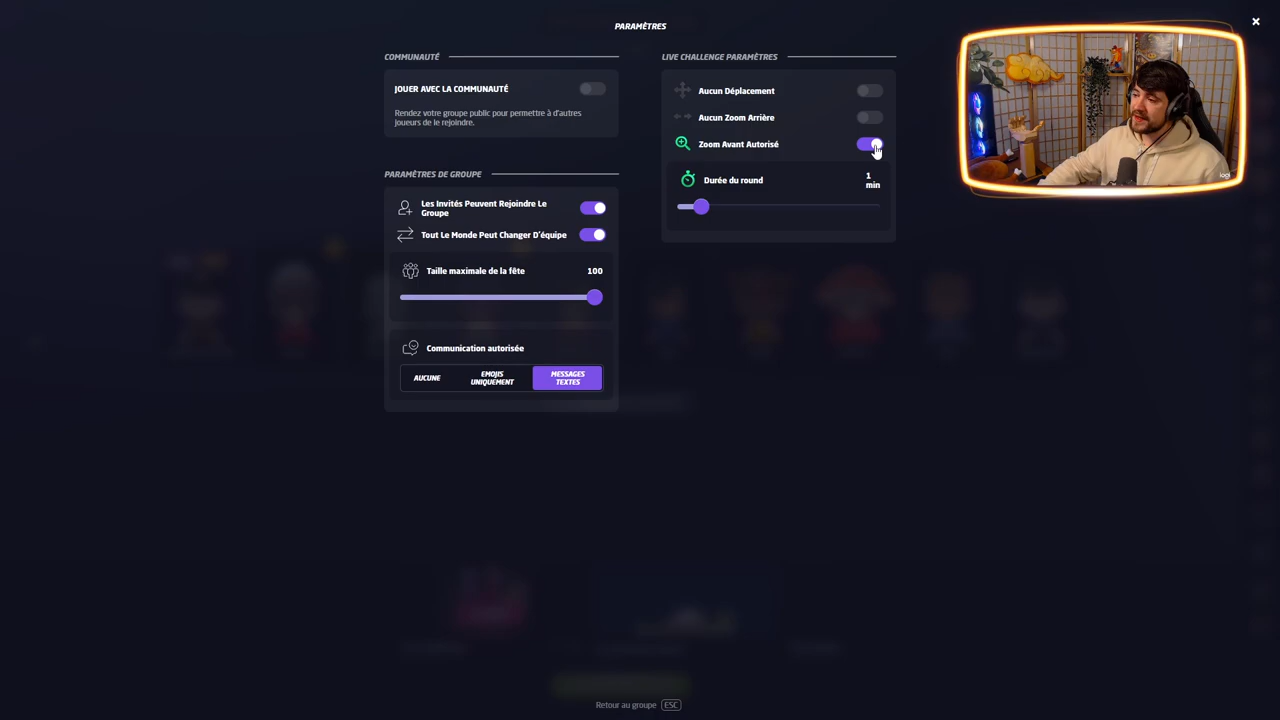 PARAMÈTRES
COMMUNAUTÉ
JOUER AVEC LA COMMUNAUTÉ
Rendez votre groupe public pour permettre à d'autres
joueurs de le rejoindre.
PARAMÈTRES DE GROUPE
Les Invités Peuvent Rejoindre Le
Groupe
Tout Le Monde Peut Changer D'équipe
Taille maximale de la fête 100
Communication autorisée
AUCUNE
EMOJIS
UNIQUEMENT
MESSAGES
TEXTES
LIVE CHALLENGE PARAMÈTRES
Aucun Déplacement
Aucun Zoom Arrière
Zoom Avant Autorisé
Durée du round
1
min
logi
Retour au groupe ESC